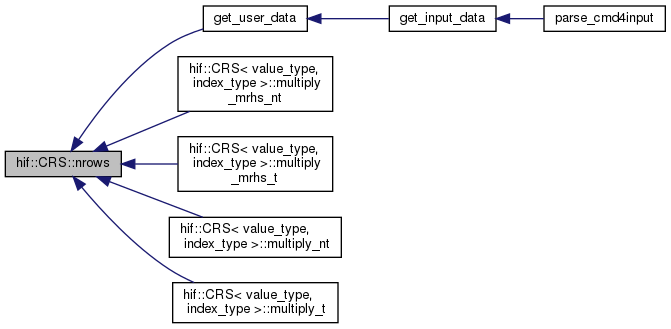 get_user_data
get_input_data
parse_cmd4input
hif::CRS< value_type,
index_type >::multiply
_mrhs_nt
hif::CRS::nrows
hif::CRS< value_type,
index_type >::multiply
_mrhs_t
hif::CRS< value_type,
index_type >::multiply_nt
hif::CRS< value_type,
index_type >::multiply_t